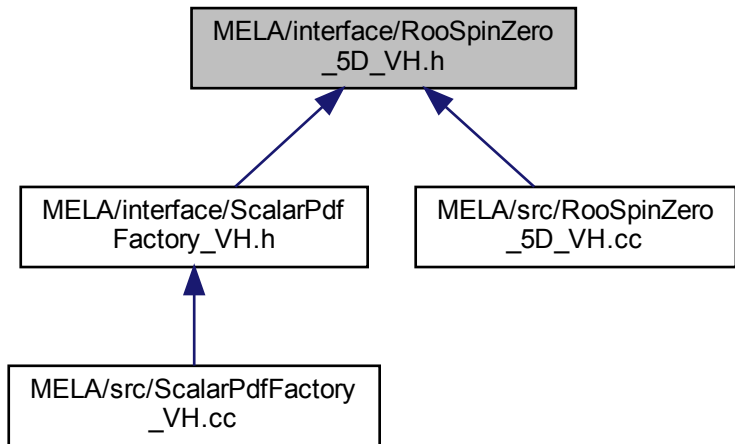 MELA/interface/RooSpinZero
_5D_VH.h
MELA/interface/ScalarPdf
Factory_VH.h
MELA/src/RooSpinZero
_5D_VH.cc
MELA/src/ScalarPdfFactory
_VH.cc